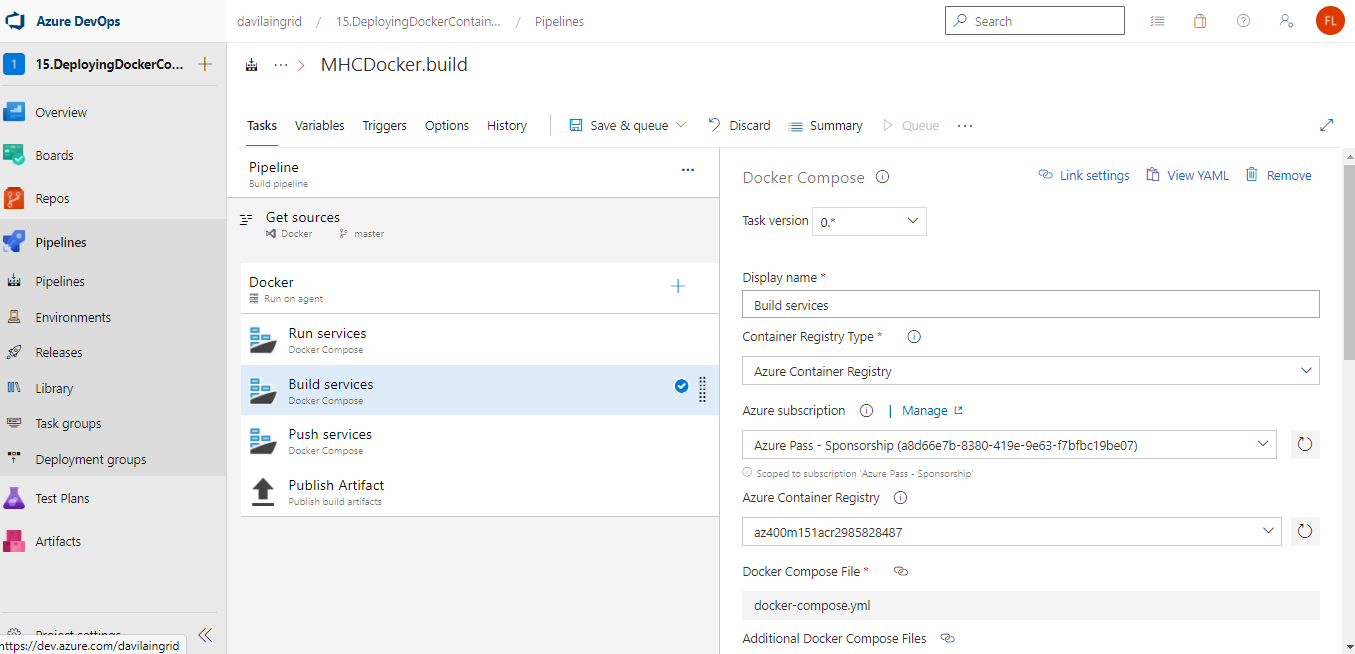 Azure DevOps
davilaingrid / 15.DeployingDockerContain... / Pipelines
Search
FL
1 15.DeployingDockerCo...
Overview
Boards
Repos
Pipelines
Pipelines
Environments
Releases
Library
Task groups
Deployment groups
Test Plans
Artifacts
Project settings
https://dev.azure.com/davilaingrid
... > MHCDocker.build
Tasks Variables Triggers Options History Save & queue Discard Summary Queue ...
Pipeline
Build pipeline
...
Get sources
Docker master
Docker
Run on agent
Run services
Docker Compose
Build services
Docker Compose
Push services
Docker Compose
Publish Artifact
Publish build artifacts
Docker Compose
Link settings View YAML Remove
Task version 0.*
Display name *
Build services
Container Registry Type *
Azure Container Registry
Azure subscription | Manage
Azure Pass - Sponsorship (a8d66e7b-8380-419e-9e63-f7bfbc19be07)
Scoped to subscription 'Azure Pass - Sponsorship'
Azure Container Registry
az400m151acr2985828487
Docker Compose File *
docker-compose.yml
Additional Docker Compose Files